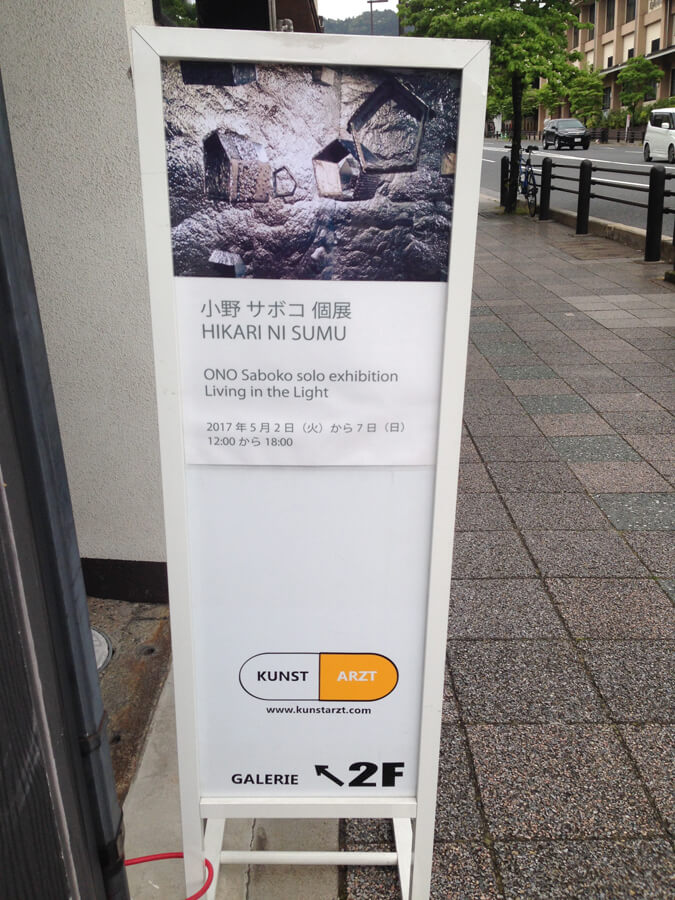 小野 サボコ 個展
HIKARI NI SUMU
ONO Saboko solo exhibition
Living in the Light
2017 年 5 月 2 日（火）から 7 日（日）
12:00 から 18:00
KUNST ARZT
www.kunstarzt.com
GALERIE ↖2F